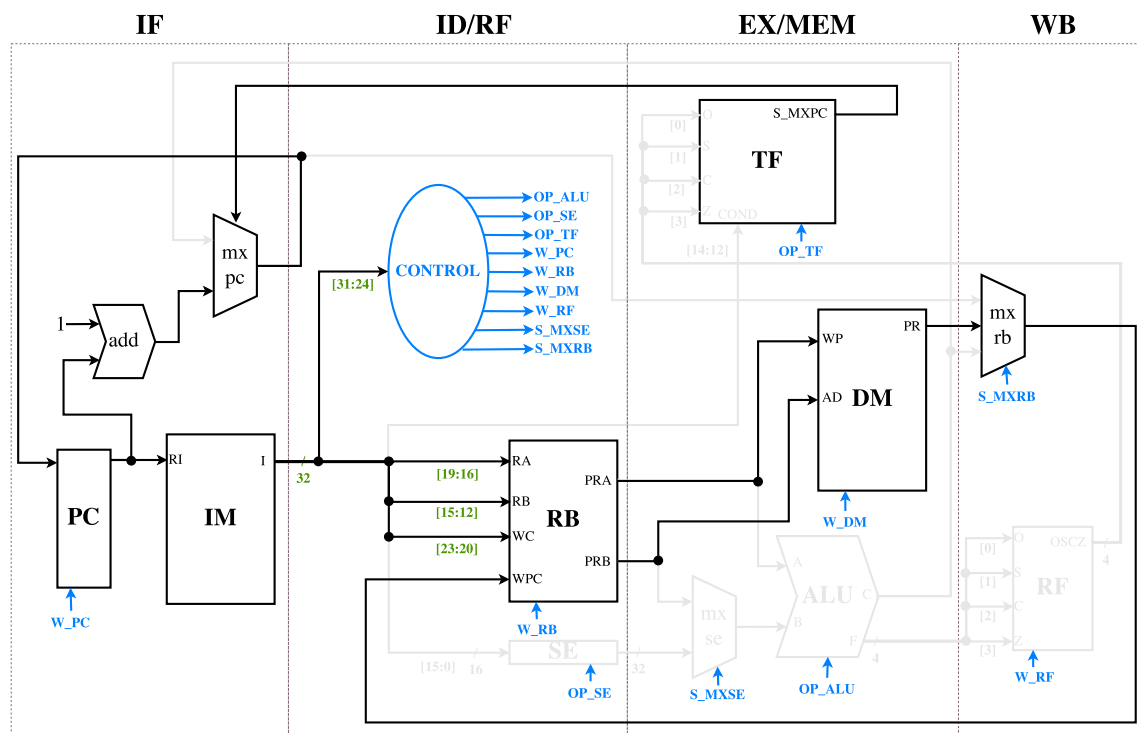 IF
ID/RF
EX/MEM
WB
S_MXPC
[0]
O
[1]
S
TF
[2]
C
[3]
Z
COND
[14:12]
OP_TF
OP_ALU
OP_SE
OP_TF
W_PC
W_RB
W_DM
W_RF
S_MXSE
S_MXRB
CONTROL
[31:24]
mx
pc
1
add
mx
rb
S_MXRB
PR
WP
DM
AD
W_DM
RI
I
32
PC
IM
W_PC
RA
[19:16]
RB
[15:12]
WC
[23:20]
WPC
RB
PRA
PRB
W_RB
[15:0]
16
SE
32
OP_SE
mx
se
S_MXSE
A
B
ALU
C
F
4
OP_ALU
[0]
O
[1]
S
[2]
C
[3]
Z
OSCZ
RF
4
W_RF